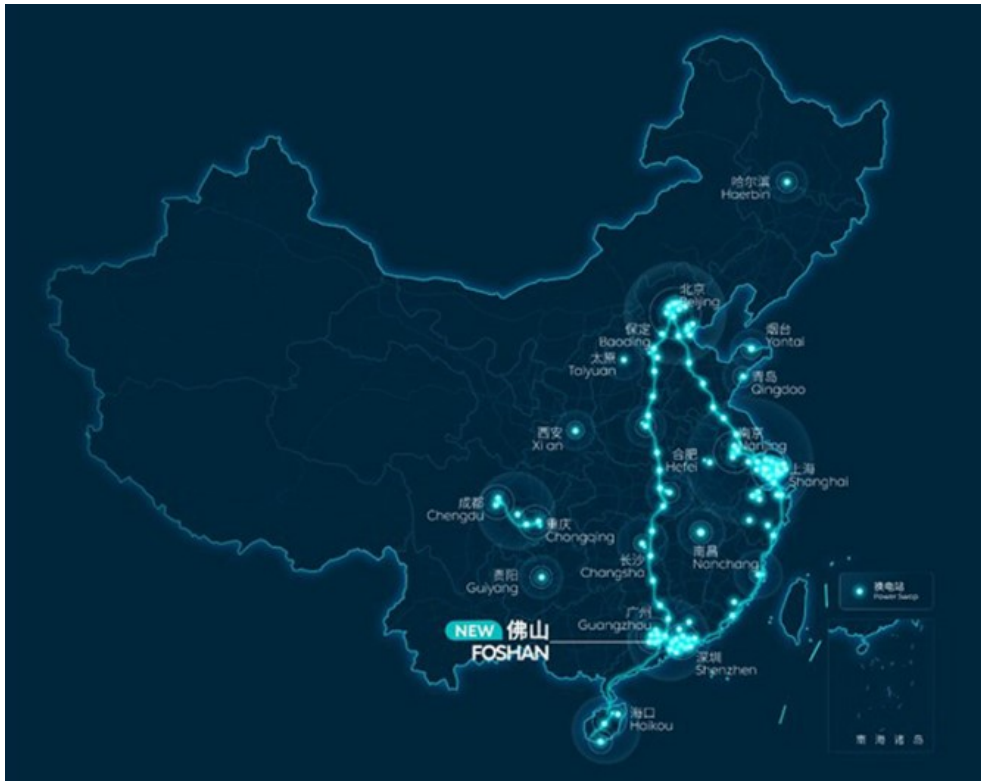 哈尔滨
Haerbin
北京
Beijing
保定
Baoding
烟台
Yantai
太原
Taiyuan
青岛
Qingdao
西安
Xi an
南京
Nanjing
合肥
Hefei
上海
Shanghai
成都
Chengdu
重庆
Chongqing
南昌
Nanchang
长沙
Changsha
贵阳
Guiyang
换电站
Power Swap
广州
Guangzhou
NEW 佛山
FOSHAN
深圳
Shenzhen
海口
Haikou
南海诸岛